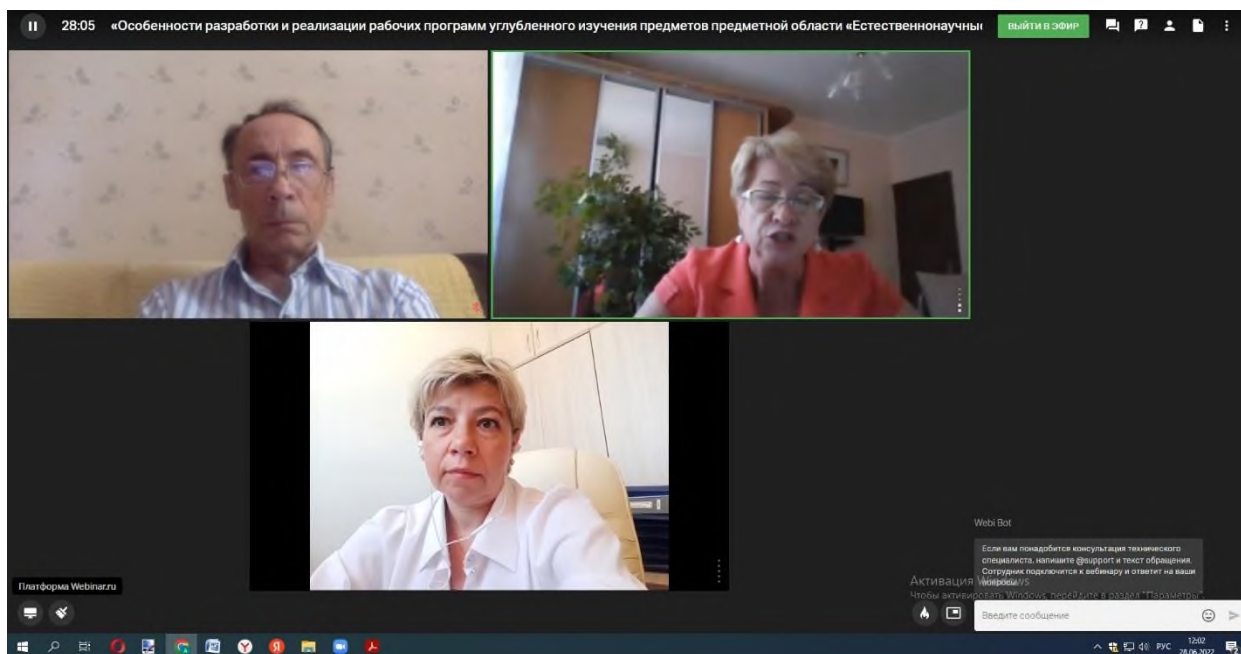 28:05 «Особенности разработки и реализации рабочих программ углубленного изучения предметов предметной области «Естественнонаучны
ВЫЙТИ В ЭФИР
Webi Bot
Если вам понадобится консультация технического
специалиста, напишите @support и текст обращения.
Сотрудник подключится к вебинару и ответит на ваши
вопросы.
Активация Windows
Чтобы активировать Windows, перейдите в раздел "Параметры".
Платформа Webinar.ru
Введите сообщение
РУС
12:02
28.06.2022